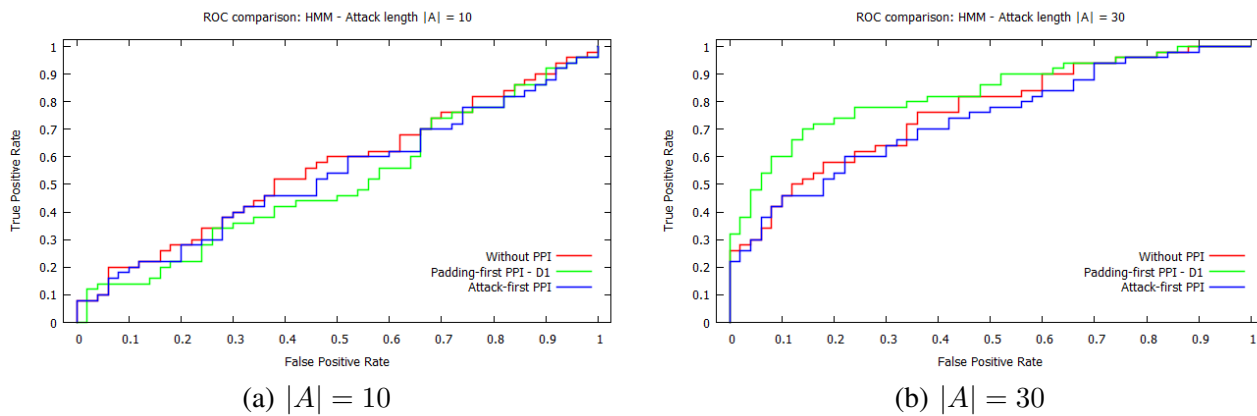 ROC comparison: HMM - Attack length |A| = 10
1
0.9
0.8
0.7
0.6
0.5
0.4
0.3
0.2
0.1
0
True Positive Rate
Without PPI
Padding-first PPI - D1
Attack-first PPI
0 0.1 0.2 0.3 0.4 0.5 0.6 0.7 0.8 0.9 1
False Positive Rate
(a) |A| = 10
ROC comparison: HMM - Attack length |A| = 30
1
0.9
0.8
0.7
0.6
0.5
0.4
0.3
0.2
0.1
0
True Positive Rate
Without PPI
Padding-first PPI - D1
Attack-first PPI
0 0.1 0.2 0.3 0.4 0.5 0.6 0.7 0.8 0.9 1
False Positive Rate
(b) |A| = 30